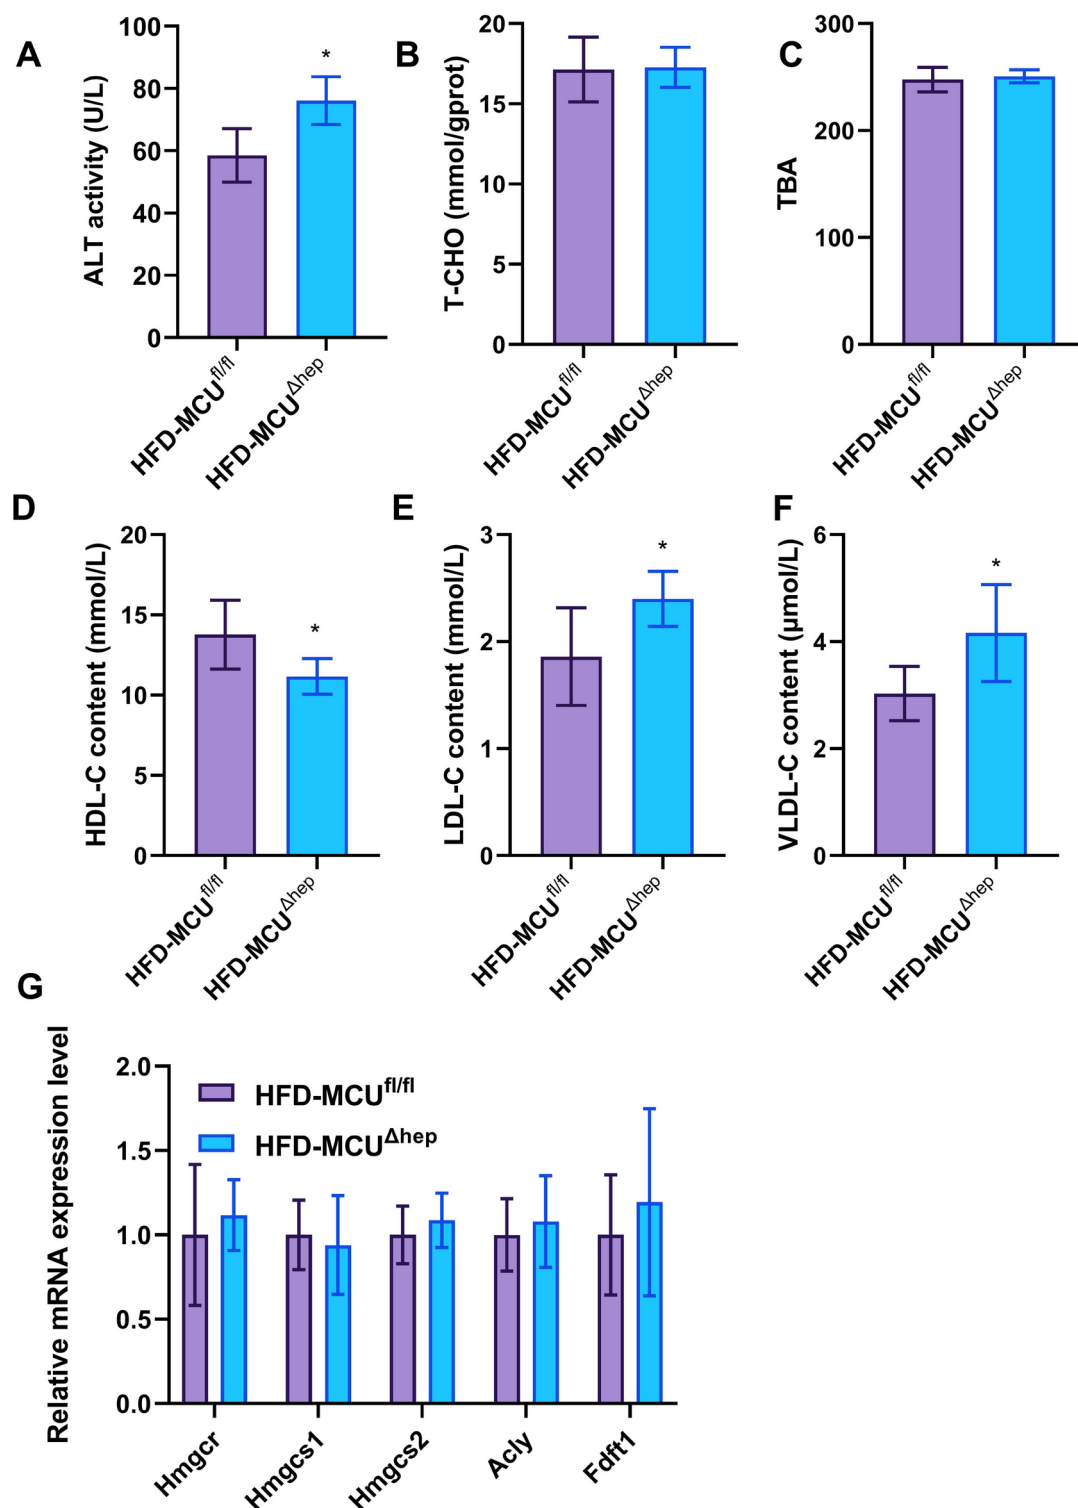 A
ALT activity (U/L)
100
80
60
40
20
0
*
HFD-MCU^fl/fl
HFD-MCU^Δhep
B
T-CHO (mmol/gprot)
20
15
10
5
0
HFD-MCU^fl/fl
HFD-MCU^Δhep
C
TBA
300
200
100
0
HFD-MCU^fl/fl
HFD-MCU^Δhep
D
HDL-C content (mmol/L)
20
15
10
5
0
*
HFD-MCU^fl/fl
HFD-MCU^Δhep
E
LDL-C content (mmol/L)
3
2
1
0
*
HFD-MCU^fl/fl
HFD-MCU^Δhep
F
VLDL-C content (μmol/L)
6
4
2
0
*
HFD-MCU^fl/fl
HFD-MCU^Δhep
G
Relative mRNA expression level
2.0
1.5
1.0
0.5
0.0
HFD-MCU^fl/fl
HFD-MCU^Δhep
Hmgcr
Hmgcs1
Hmgcs2
Acly
Fdft1